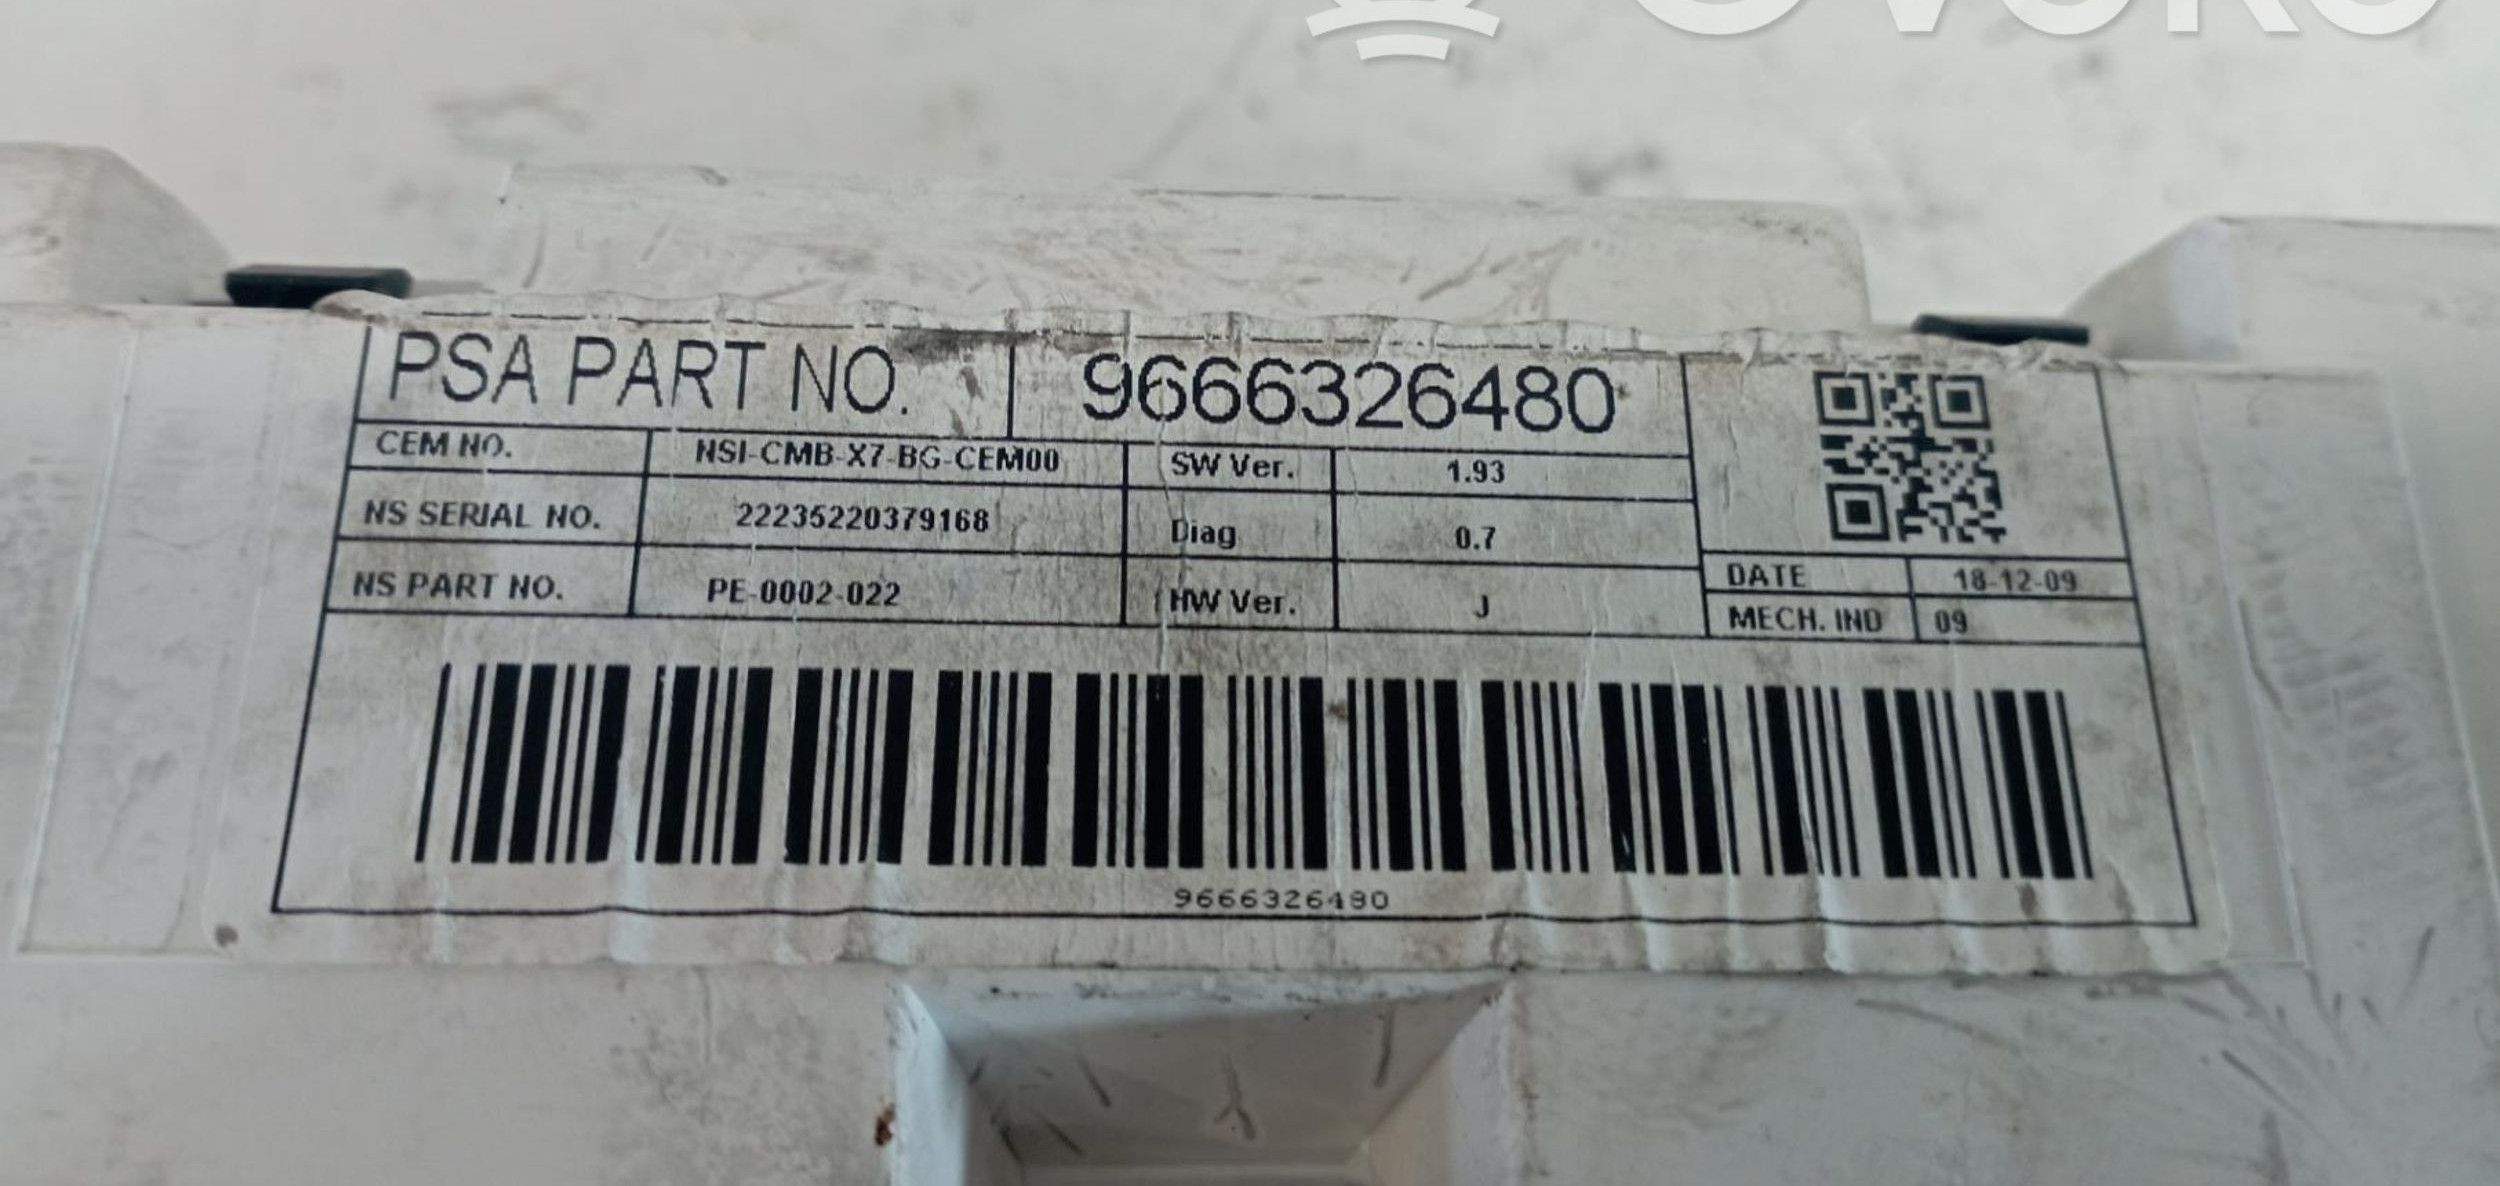 PSA PART NO. 9666326480
CEM NO. NSI-CMB-X7-BG-CEM00 SW Ver. 1.93
NS SERIAL NO. 22235220379168 Diag 0.7
NS PART NO. PE-0002-022 HW Ver. J
DATE 18-12-09
MECH. IND 09
9666326480